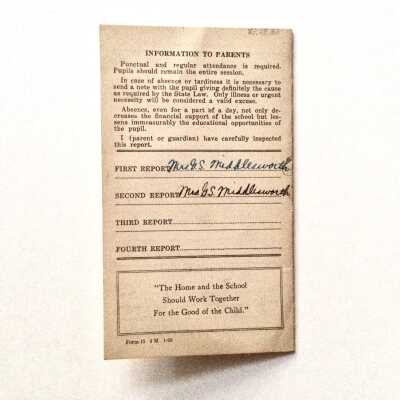 INFORMATION TO PARENTS
Punctual and regular attendance is required.
Pupils should remain the entire session.
In case of absence or tardiness it is necessary to
send a note with the pupil giving definitely the cause
as required by the State Law. Only illness or urgent
necessity will be considered a valid excuse.
Absence, even for a part of a day, not only de-
creases the financial support of the school but les-
sens immeasurably the educational opportunities of
the pupil.
I (parent or guardian) have carefully inspected
this report.
FIRST REPORT Mrs G S Middlesworth
SECOND REPORT Mrs G S Middlesworth
THIRD REPORT
FOURTH REPORT
"The Home and the School
Should Work Together
For the Good of the Child."
Form 15